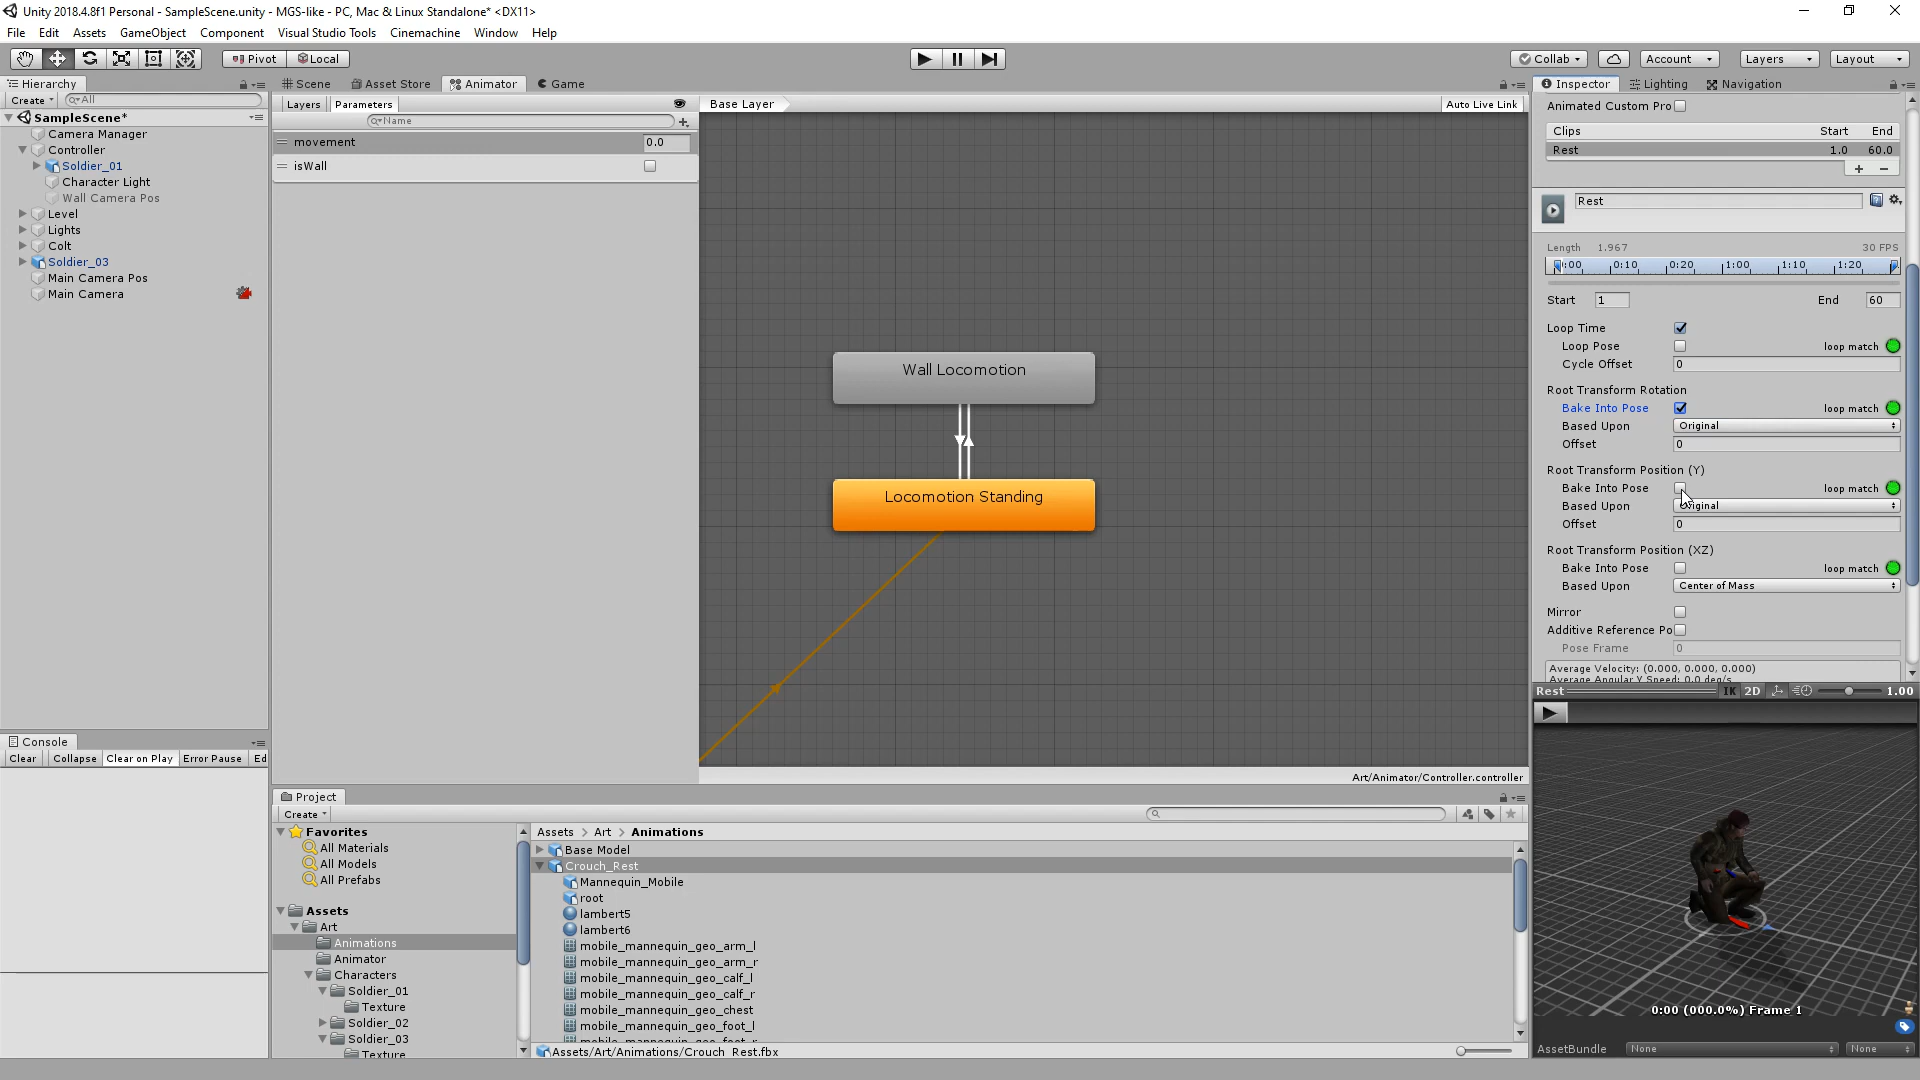 Unity 2018.4.8f1 Personal - SampleScene.unity - MGS-like - PC, Mac & Linux Standalone* <DX11>
File Edit Assets GameObject Component Visual Studio Tools Cinemachine Window Help
Pivot Local Collab Account Layers Layout
Hierarchy
Create All
SampleScene*
Camera Manager
Controller
Soldier_01
Character Light
Wall Camera Pos
Level
Lights
Colt
Soldier_03
Main Camera Pos
Main Camera
Console
Clear Collapse Clear on Play Error Pause Ed
Scene Asset Store Animator Game
Layers Parameters Base Layer Auto Live Link
Name
movement 0.0
isWall
Wall Locomotion
Locomotion Standing
Art/Animator/Controller.controller
Project
Create
Favorites
All Materials
All Models
All Prefabs
Assets
Art
Animations
Animator
Characters
Soldier_01
Texture
Soldier_02
Soldier_03
Texture
Assets > Art > Animations
Base Model
Crouch_Rest
Mannequin_Mobile
root
lambert5
lambert6
mobile_mannequin_geo_arm_l
mobile_mannequin_geo_arm_r
mobile_mannequin_geo_calf_l
mobile_mannequin_geo_calf_r
mobile_mannequin_geo_chest
mobile_mannequin_geo_foot_l
mobile_mannequin_geo_foot_r
Assets/Art/Animations/Crouch_Rest.fbx
Inspector Lighting Navigation
Animated Custom Pro
Clips Start End
Rest 1.0 60.0
Rest
Length 1.967 30 FPS
:00 0:10 0:20 1:00 1:10 1:20
Start 1 End 60
Loop Time
Loop Pose loop match
Cycle Offset 0
Root Transform Rotation
Bake Into Pose loop match
Based Upon Original
Offset 0
Root Transform Position (Y)
Bake Into Pose loop match
Based Upon Original
Offset 0
Root Transform Position (XZ)
Bake Into Pose loop match
Based Upon Center of Mass
Mirror
Additive Reference Po
Pose Frame 0
Average Velocity: (0.000, 0.000, 0.000)
Average Angular Y Speed: 0.0 deg/s
Rest IK 2D 1.00
0:00 (000.0%) Frame 1
AssetBundle None None